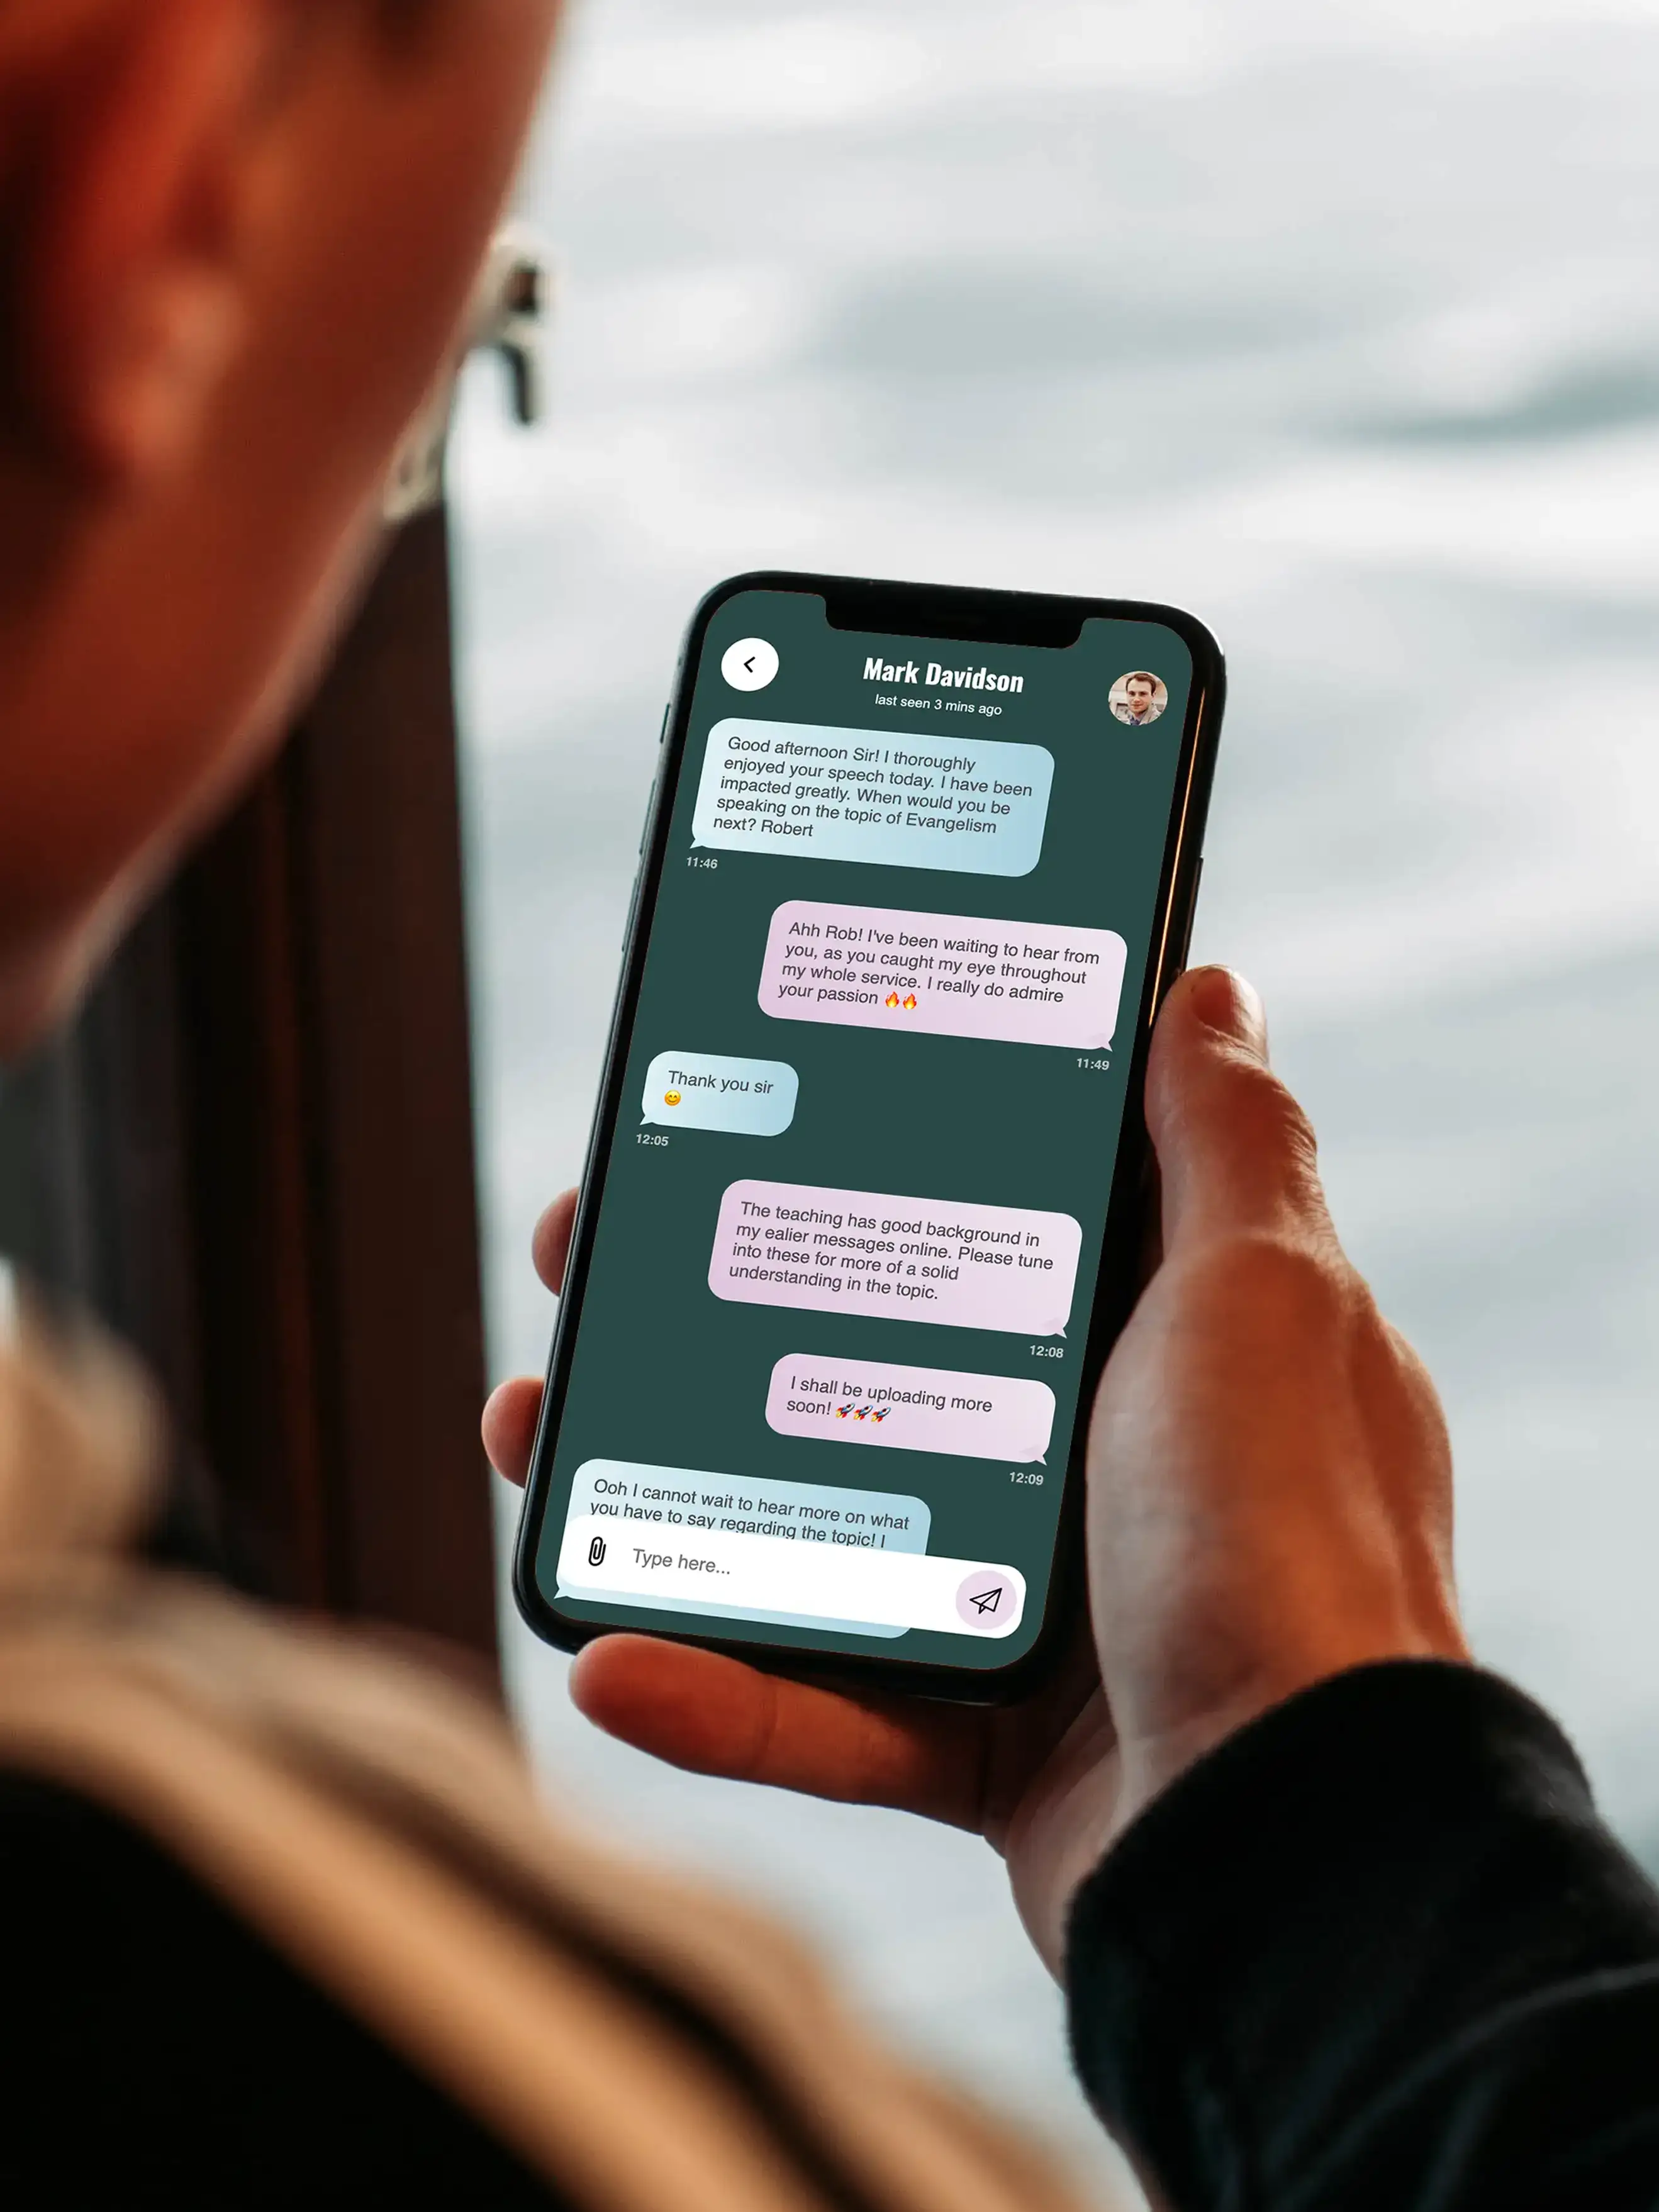 Mark Davidson
last seen 3 mins ago
Good afternoon Sir! I thoroughly
enjoyed your speech today. I have been
impacted greatly. When would you be
speaking on the topic of Evangelism
next? Robert
11:46
Ahh Rob! I've been waiting to hear from
you, as you caught my eye throughout
my whole service. I really do admire
your passion 🔥🔥
11:49
Thank you sir
😊
12:05
The teaching has good background in
my ealier messages online. Please tune
into these for more of a solid
understanding in the topic.
12:08
I shall be uploading more
soon! 🚀🚀🚀
12:09
Ooh I cannot wait to hear more on what
you have to say regarding the topic! I
Type here...